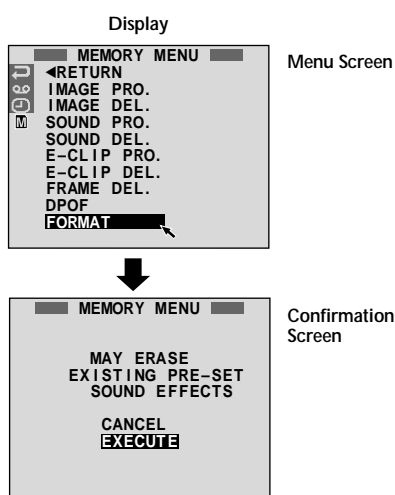 Display
MEMORY MENU
Menu Screen
◄RETURN
IMAGE PRO.
IMAGE DEL.
M SOUND PRO.
SOUND DEL.
E–CLIP PRO.
E–CLIP DEL.
FRAME DEL.
DPOF
FORMAT
MEMORY MENU
Confirmation
Screen
MAY ERASE
EXISTING PRE–SET
SOUND EFFECTS
CANCEL
EXECUTE